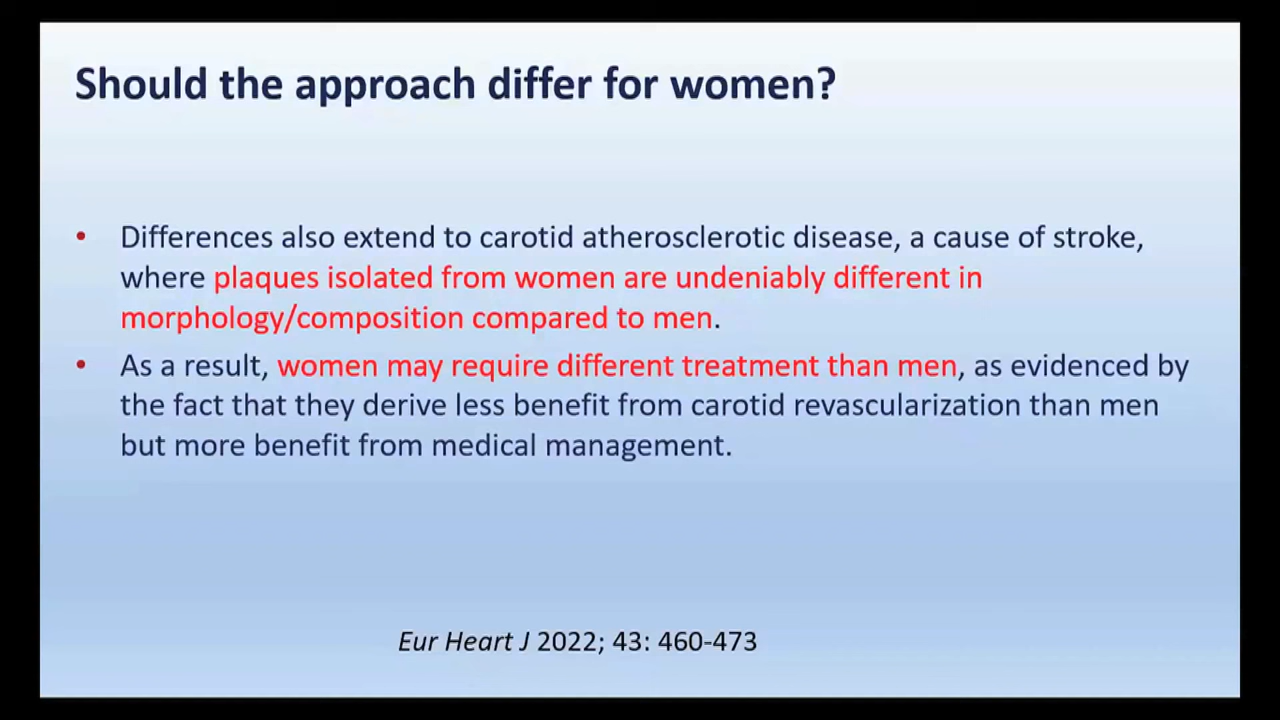 Should the approach differ for women?
• Differences also extend to carotid atherosclerotic disease, a cause of stroke,
where plaques isolated from women are undeniably different in
morphology/composition compared to men.
• As a result, women may require different treatment than men, as evidenced by
the fact that they derive less benefit from carotid revascularization than men
but more benefit from medical management.
Eur Heart J 2022; 43: 460-473